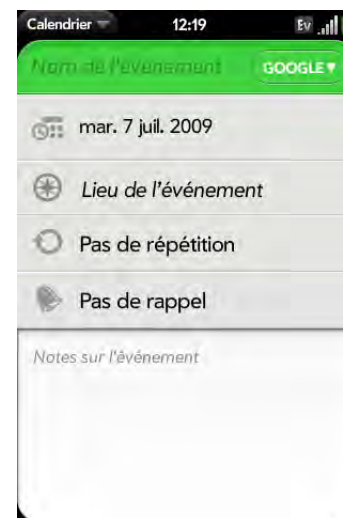 Calendrier 12:19 Ev
Nom de l'événement GOOGLE
mar. 7 juil. 2009
Lieu de l'événement
Pas de répétition
Pas de rappel
Notes sur l'événement